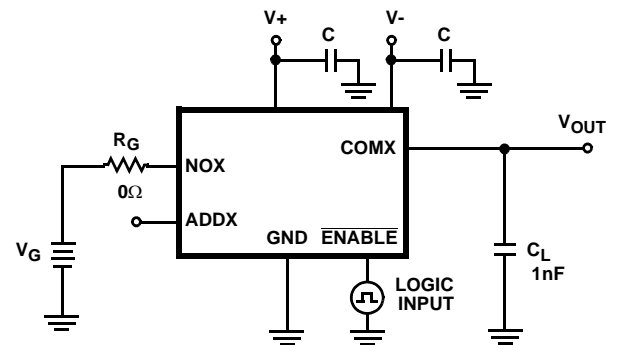 V+
V-
C
C
RG
0Ω
NOX
COMX
VOUT
ADDX
GND
ENABLE
VG
LOGIC
INPUT
CL
1nF